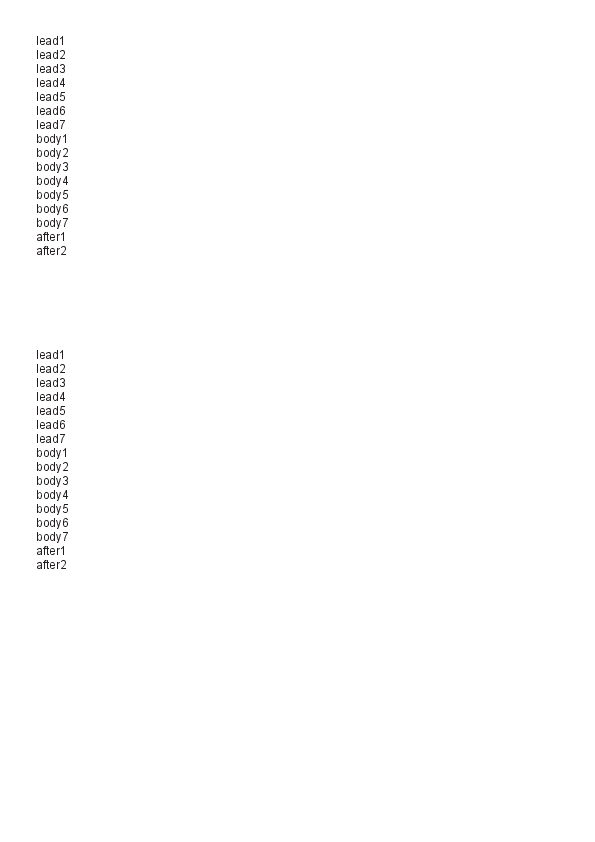 lead1
lead2
lead3
lead4
lead5
lead6
lead7
body1
body2
body3
body4
body5
body6
body7
after1
after2
lead1
lead2
lead3
lead4
lead5
lead6
lead7
body1
body2
body3
body4
body5
body6
body7
after1
after2